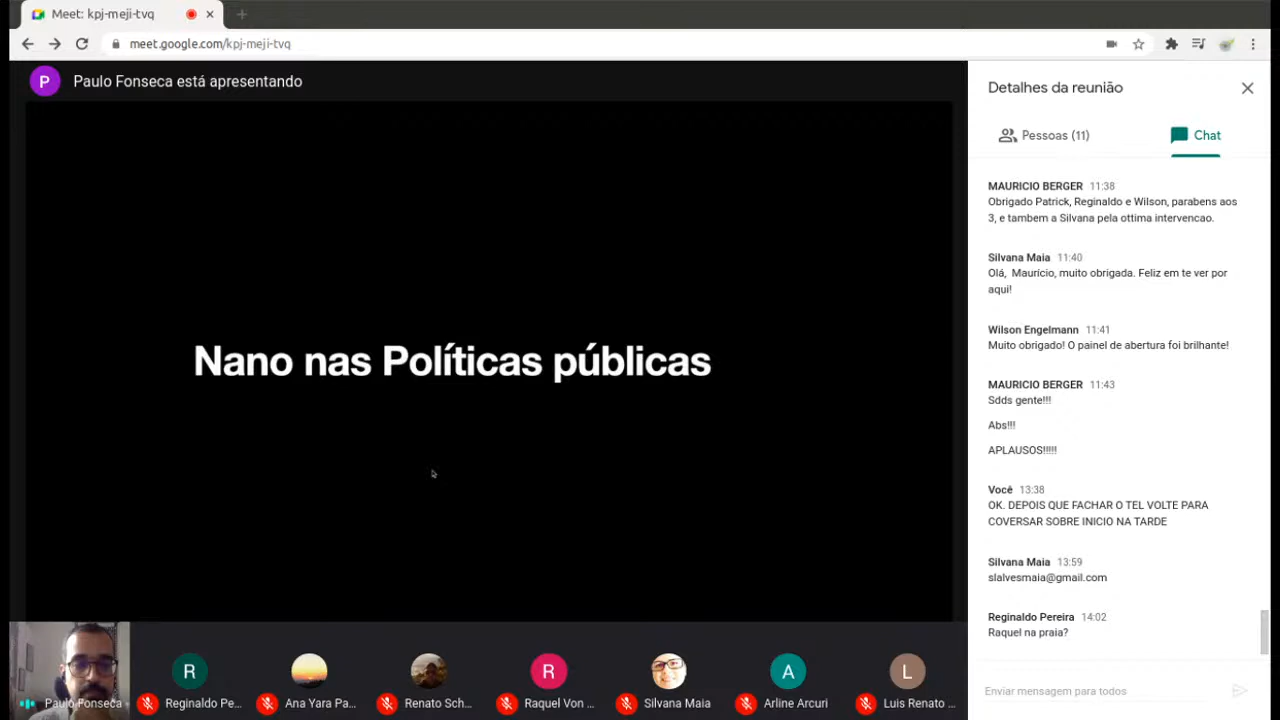 Meet: kpj-meji-tvq
meet.google.com/kpj-meji-tvq
P
Paulo Fonseca está apresentando
Nano nas Políticas públicas
Detalhes da reunião
Pessoas (11)
Chat
MAURICIO BERGER 11:38
Obrigado Patrick, Reginaldo e Wilson, parabens aos
3, e tambem a Silvana pela ottima intervencao.
Silvana Maia 11:40
Olá, Maurício, muito obrigada. Feliz em te ver por
aqui!
Wilson Engelmann 11:41
Muito obrigado! O painel de abertura foi brilhante!
MAURICIO BERGER 11:43
Sdds gente!!!
Abs!!!
APLAUSOS!!!!!
Você 13:38
OK. DEPOIS QUE FACHAR O TEL VOLTE PARA
COVERSAR SOBRE INICIO NA TARDE
Silvana Maia 13:59
slalvesmaia@gmail.com
Reginaldo Pereira 14:02
Raquel na praia?
Enviar mensagem para todos
R
R
A
L
Paulo Fonseca
Reginaldo Pe...
Ana Yara Pa...
Renato Sch...
Raquel Von ...
Silvana Maia
Arline Arcuri
Luis Renato ...